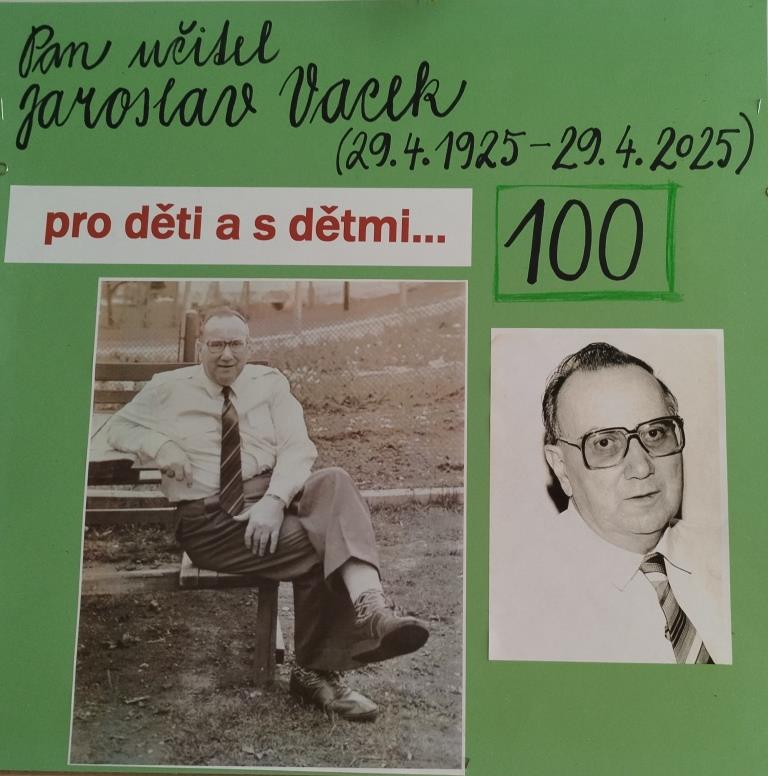 Pan učitel
Jaroslav Vacek
(29.4.1925-29.4.2025)
pro děti a s dětmi...
100